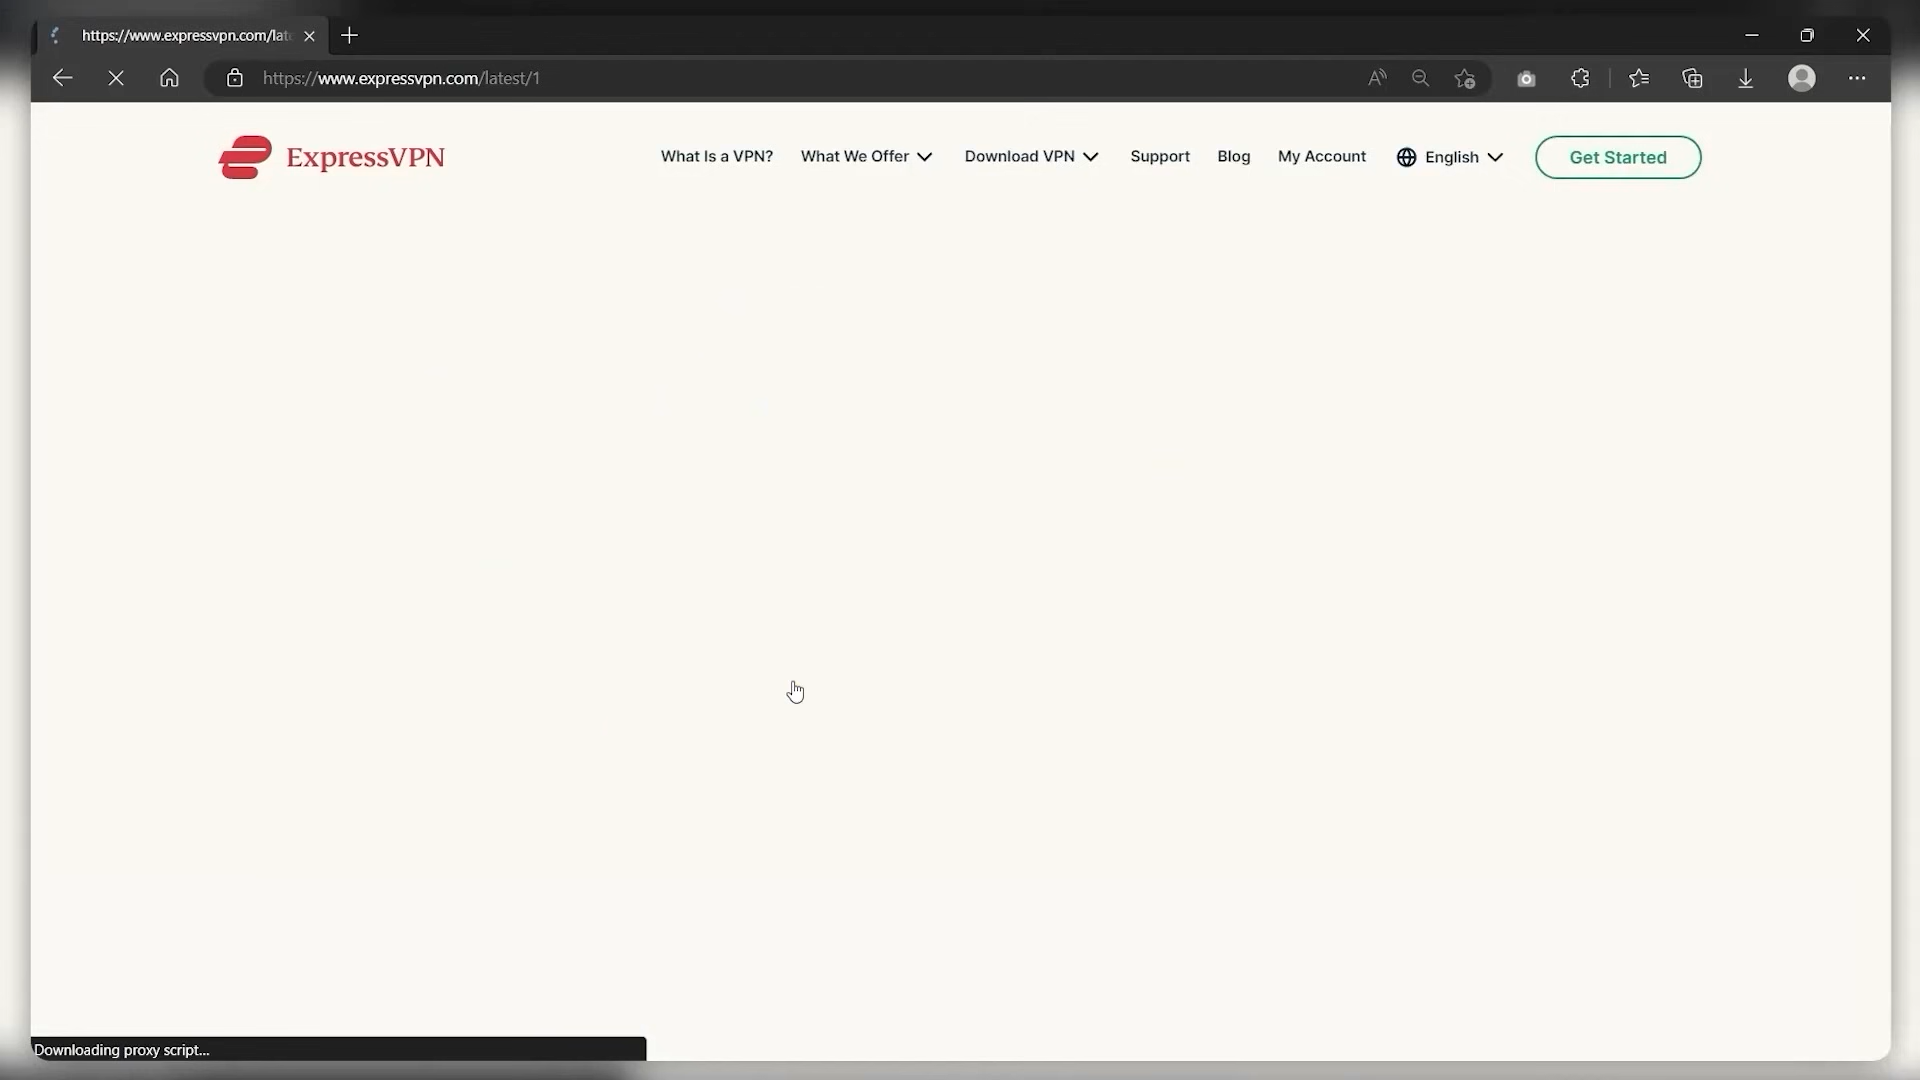 https://www.expressvpn.com/lat
https://www.expressvpn.com/latest/1
ExpressVPN
What Is a VPN?
What We Offer
Download VPN
Support
Blog
My Account
English
Get Started
Downloading proxy script...